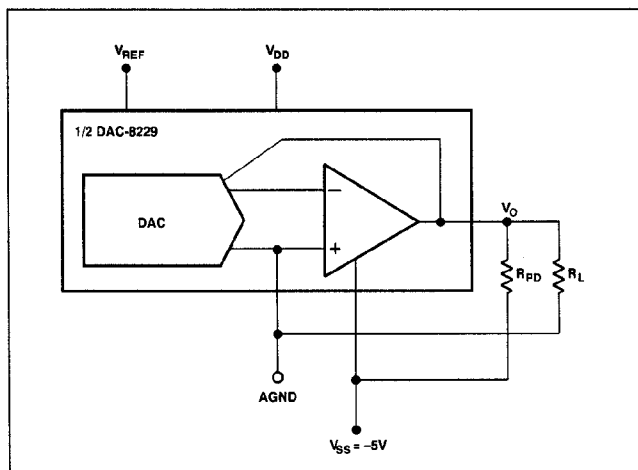 VREF
VDD
1/2 DAC-8229
DAC
−
+
VO
RPD
RL
AGND
VSS = −5V